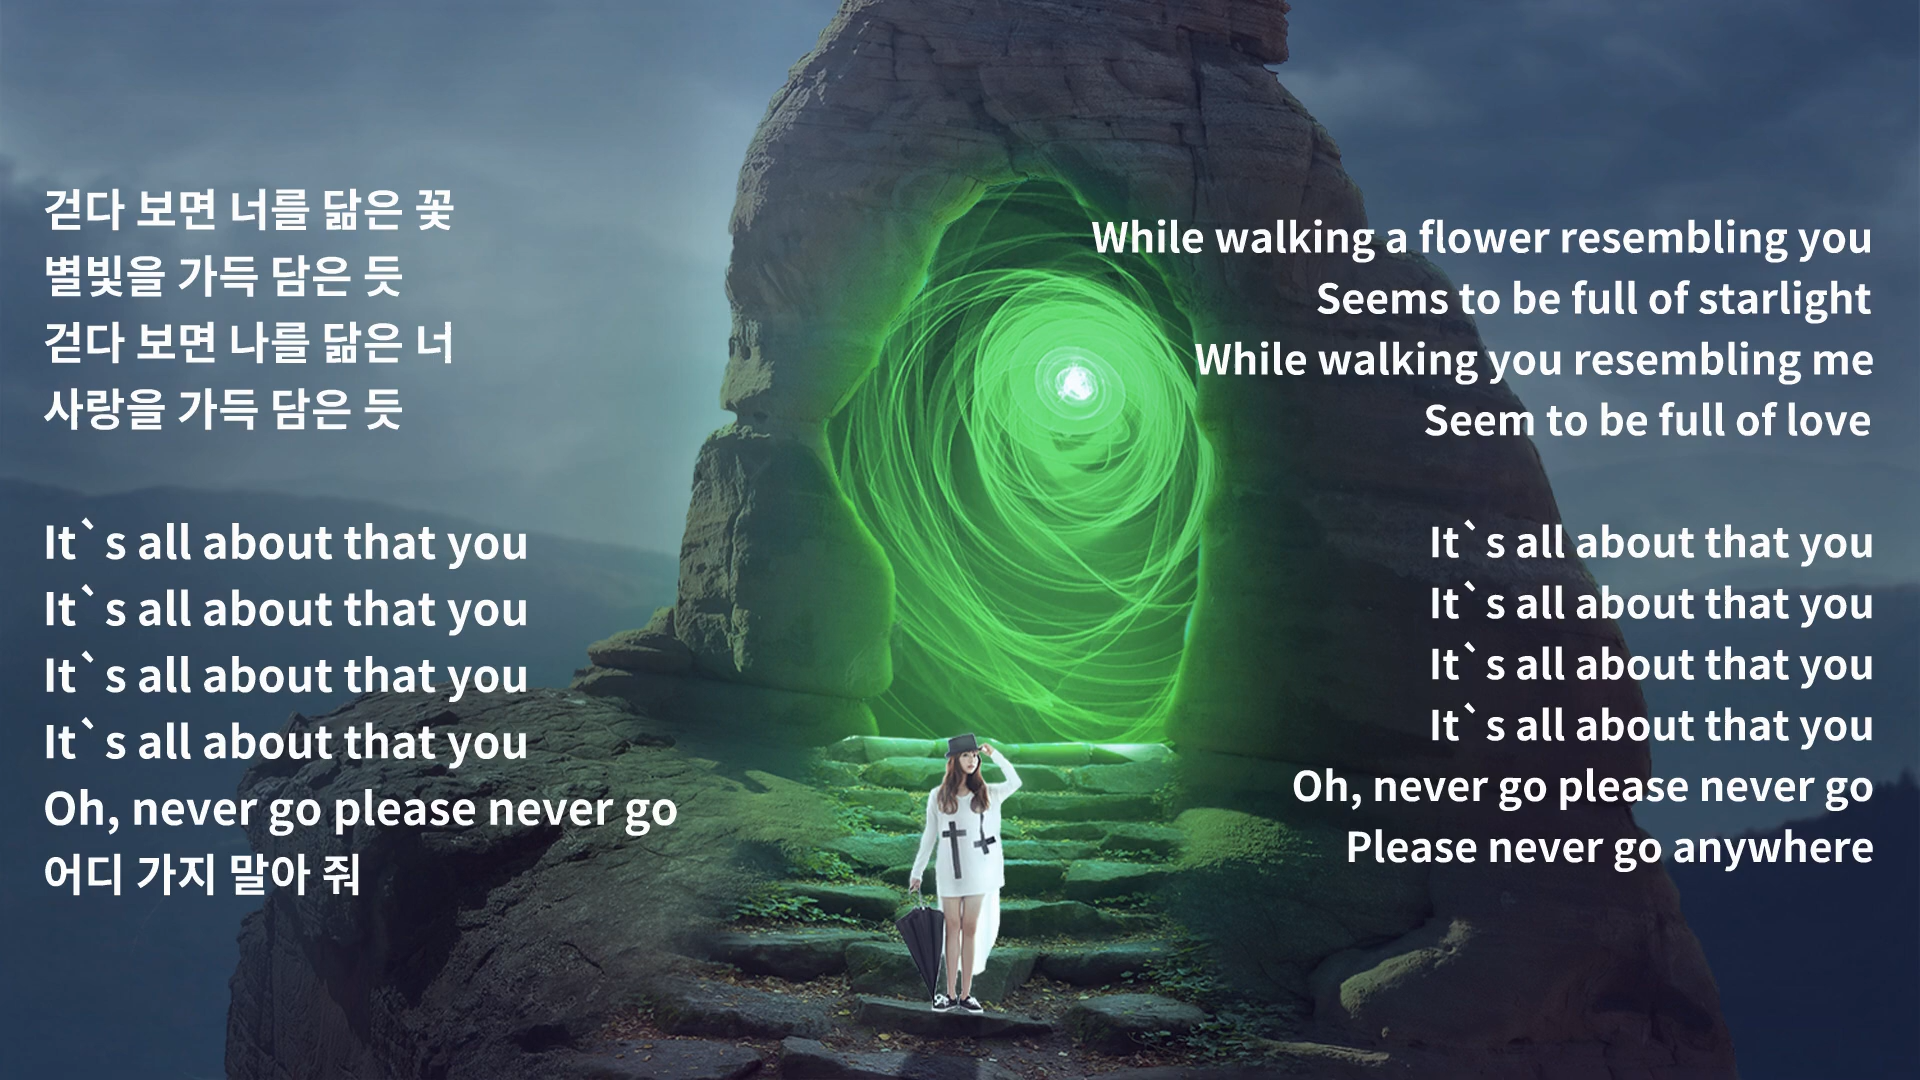 걷다 보면 너를 닮은 꽃
별빛을 가득 담은 듯
걷다 보면 나를 닮은 너
사랑을 가득 담은 듯
It`s all about that you
It`s all about that you
It`s all about that you
It`s all about that you
Oh, never go please never go
어디 가지 말아 줘
While walking a flower resembling you
Seems to be full of starlight
While walking you resembling me
Seem to be full of love
It`s all about that you
It`s all about that you
It`s all about that you
It`s all about that you
Oh, never go please never go
Please never go anywhere